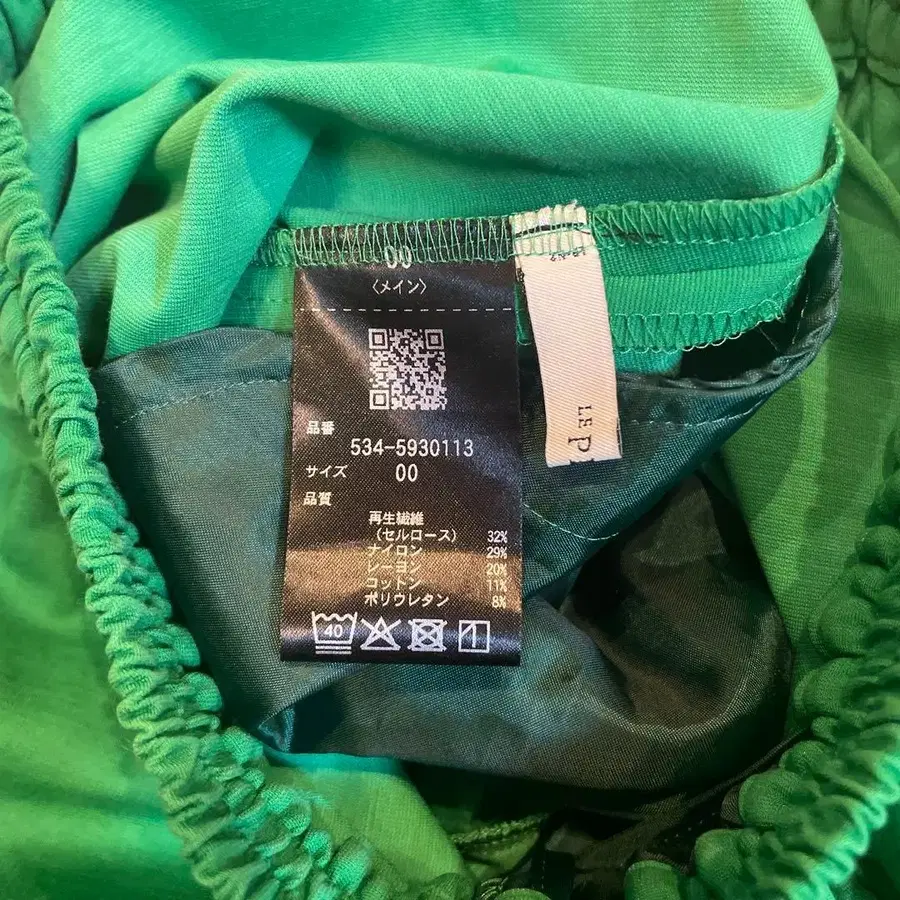 00
〈メイン〉
品番
534-5930113
サイズ 00
品質
再生繊維
（セルロース） 32%
ナイロン 29%
レーヨン 20%
コットン 11%
ポリウレタン 8%
40
LE